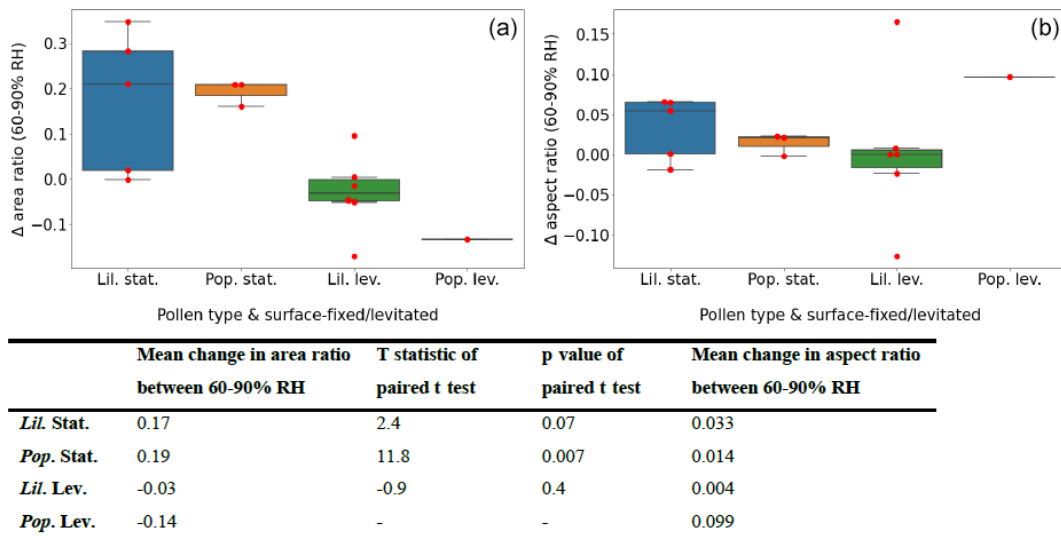 (a)
Δ area ratio (60-90% RH)
0.3
0.2
0.1
0.0
−0.1
Lil. stat. Pop. stat. Lil. lev. Pop. lev.
Pollen type & surface-fixed/levitated
(b)
Δ aspect ratio (60-90% RH)
0.15
0.10
0.05
0.00
−0.05
−0.10
Lil. stat. Pop. stat. Lil. lev. Pop. lev.
Pollen type & surface-fixed/levitated
Mean change in area ratio T statistic of p value of Mean change in aspect ratio
between 60-90% RH paired t test paired t test between 60-90% RH
Lil. Stat. 0.17 2.4 0.07 0.033
Pop. Stat. 0.19 11.8 0.007 0.014
Lil. Lev. -0.03 -0.9 0.4 0.004
Pop. Lev. -0.14 - - 0.099